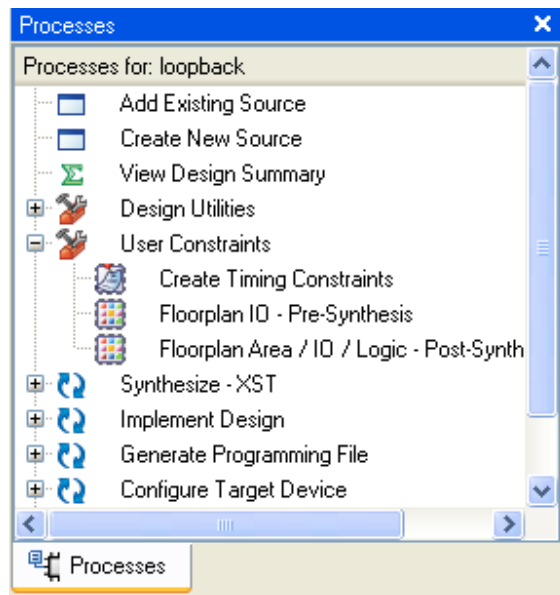 Processes
Processes for: loopback
Add Existing Source
Create New Source
View Design Summary
Design Utilities
User Constraints
Create Timing Constraints
Floorplan IO - Pre-Synthesis
Floorplan Area / IO / Logic - Post-Synth
Synthesize - XST
Implement Design
Generate Programming File
Configure Target Device
Processes